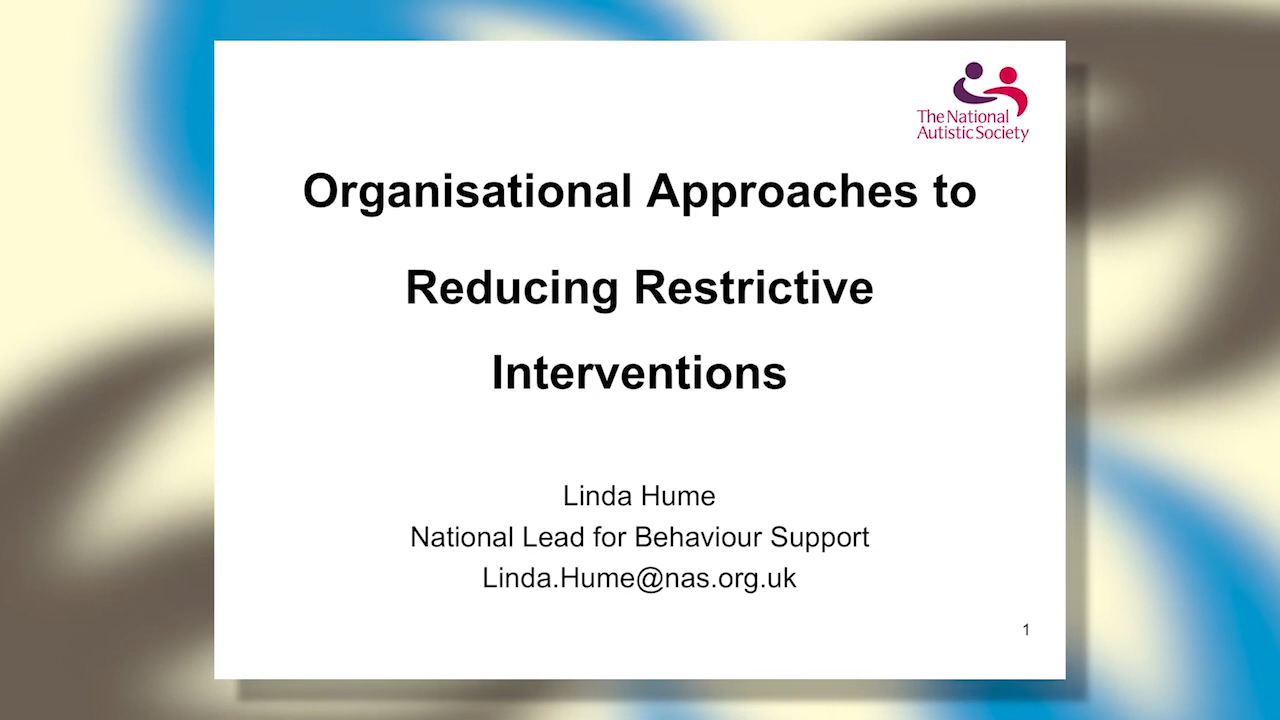 The National
Autistic Society
Organisational Approaches to
Reducing Restrictive
Interventions
Linda Hume
National Lead for Behaviour Support
Linda.Hume@nas.org.uk
1